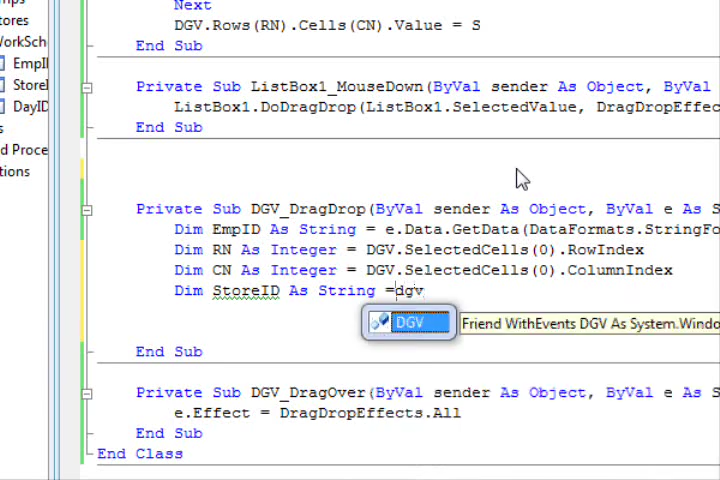 mps
Next
tores
DGV.Rows(RN).Cells(CN).Value = S
WorkSch
End Sub
EmpI
StoreI
Private Sub ListBox1_MouseDown(ByVal sender As Object, ByVal
DayID
ListBox1.DoDragDrop(ListBox1.SelectedValue, DragDropEffec
s
End Sub
d Proce
tions
Private Sub DGV_DragDrop(ByVal sender As Object, ByVal e As S
Dim EmpID As String = e.Data.GetData(DataFormats.StringFo
Dim RN As Integer = DGV.SelectedCells(0).RowIndex
Dim CN As Integer = DGV.SelectedCells(0).ColumnIndex
Dim StoreID As String =dgv
DGV
Friend WithEvents DGV As System.Windo
End Sub
Private Sub DGV_DragOver(ByVal sender As Object, ByVal e As S
e.Effect = DragDropEffects.All
End Sub
End Class